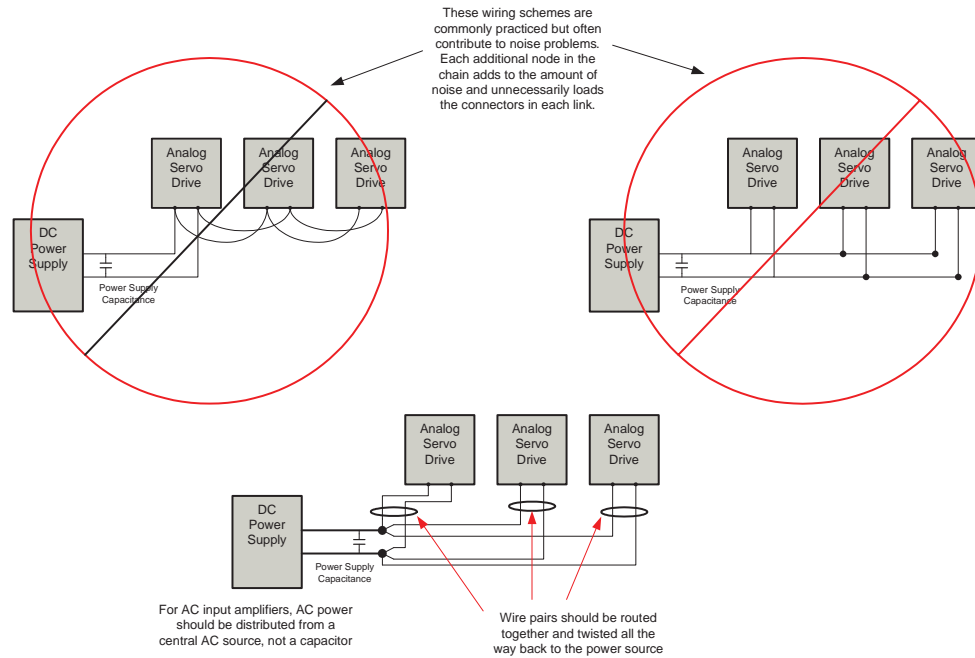 These wiring schemes are
commonly practiced but often
contribute to noise problems.
Each additional node in the
chain adds to the amount of
noise and unnecessarily loads
the connectors in each link.
Analog
Servo
Drive
Analog
Servo
Drive
Analog
Servo
Drive
DC
Power
Supply
Power Supply
Capacitance
Analog
Servo
Drive
Analog
Servo
Drive
Analog
Servo
Drive
DC
Power
Supply
Power Supply
Capacitance
Analog
Servo
Drive
Analog
Servo
Drive
Analog
Servo
Drive
DC
Power
Supply
Power Supply
Capacitance
For AC input amplifiers, AC power
should be distributed from a
central AC source, not a capacitor
Wire pairs should be routed
together and twisted all the
way back to the power source